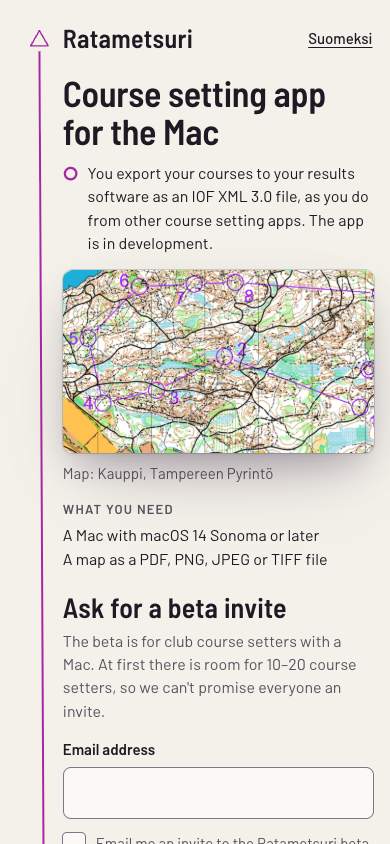 Ratametsuri
Suomeksi
Course setting app
for the Mac
You export your courses to your results
software as an IOF XML 3.0 file, as you do
from other course setting apps. The app
is in development.
6
7
8
5
2
4
3
Map: Kauppi, Tampereen Pyrintö
WHAT YOU NEED
A Mac with macOS 14 Sonoma or later
A map as a PDF, PNG, JPEG or TIFF file
Ask for a beta invite
The beta is for club course setters with a
Mac. At first there is room for 10–20 course
setters, so we can't promise everyone an
invite.
Email address
Email me an invite to the Ratametsuri beta